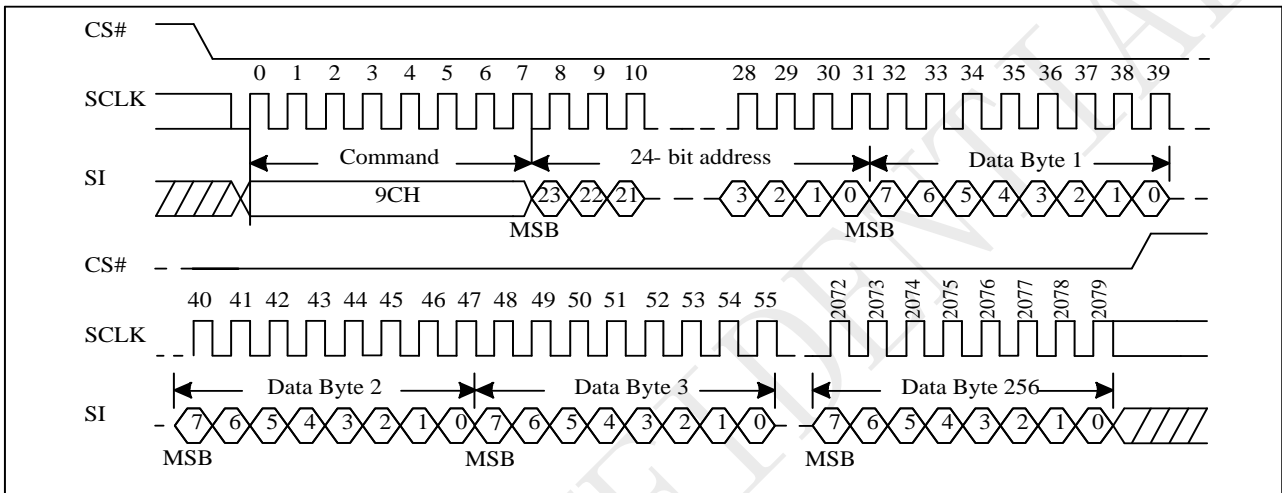 CS#
0 1 2 3 4 5 6 7 8 9 10 28 29 30 31 32 33 34 35 36 37 38 39
SCLK
Command 24- bit address Data Byte 1
SI
9CH 23 22 21 3 2 1 0 7 6 5 4 3 2 1 0
MSB MSB
CS#
40 41 42 43 44 45 46 47 48 49 50 51 52 53 54 55 2072 2073 2074 2075 2076 2077 2078 2079
SCLK
Data Byte 2 Data Byte 3 Data Byte 256
SI
7 6 5 4 3 2 1 0 7 6 5 4 3 2 1 0 7 6 5 4 3 2 1 0
MSB MSB MSB